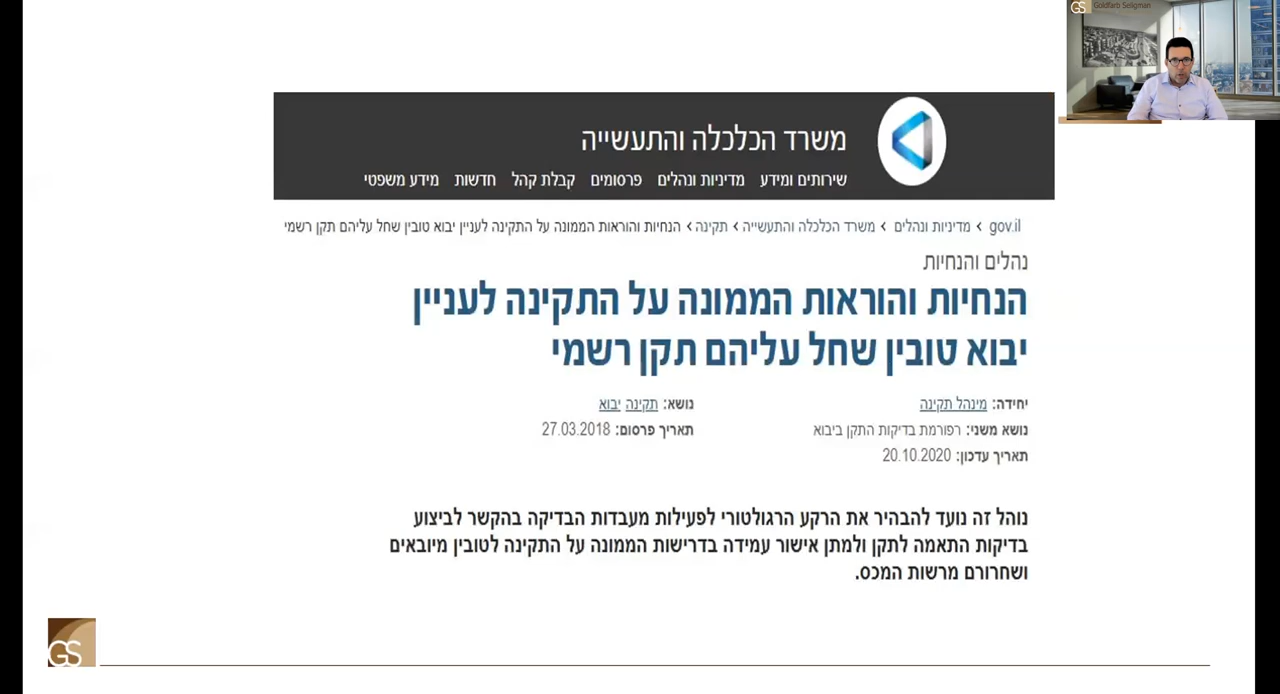 GS Goldfarb Seligman
משרד הכלכלה והתעשייה
שירותים ומידע מדיניות ונהלים פרסומים קבלת קהל חדשות מידע משפטי
gov.il › מדיניות ונהלים › משרד הכלכלה והתעשייה › תקינה › הנחיות והוראות הממונה על התקינה לעניין יבוא טובין שחל עליהם תקן רשמי
נהלים והנחיות
הנחיות והוראות הממונה על התקינה לעניין
יבוא טובין שחל עליהם תקן רשמי
יחידה: מינהל תקינה
נושא משני: רפורמת בדיקות התקן ביבוא
תאריך עדכון: 20.10.2020
נושא: תקינה יבוא
תאריך פרסום: 27.03.2018
נוהל זה נועד להבהיר את הרקע הרגולטורי לפעילות מעבדות הבדיקה בהקשר לביצוע
בדיקות התאמה לתקן ולמתן אישור עמידה בדרישות הממונה על התקינה לטובין מיובאים
ושחרורם מרשות המכס.
GS